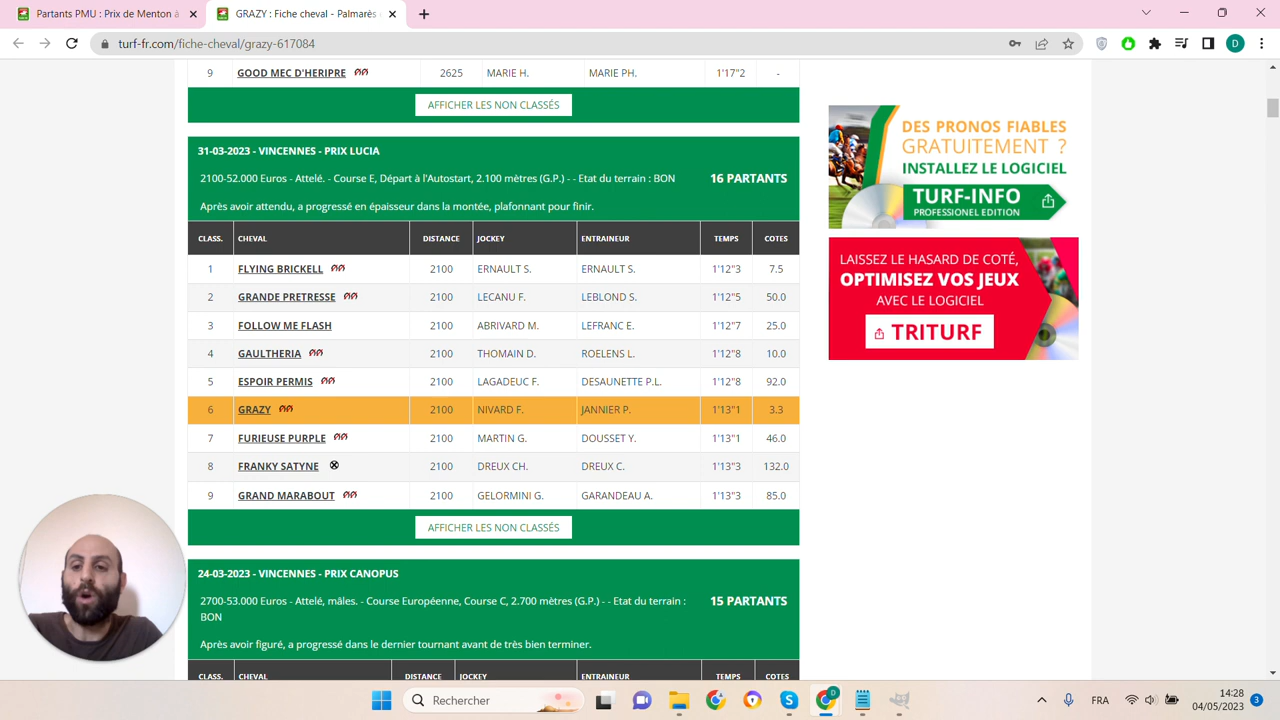 Partants PMU : Prix de Menton à
GRAZY : Fiche cheval - Palmarès
turf-fr.com/fiche-cheval/grazy-617084
D
9 GOOD MEC D'HERIPRE 2625 MARIE H. MARIE PH. 1'17"2 -
AFFICHER LES NON CLASSÉS
31-03-2023 - VINCENNES - PRIX LUCIA
2100-52.000 Euros - Attelé. - Course E, Départ à l'Autostart, 2.100 mètres (G.P.) - - Etat du terrain : BON
16 PARTANTS
Après avoir attendu, a progressé en épaisseur dans la montée, plafonnant pour finir.
CLASS. CHEVAL DISTANCE JOCKEY ENTRAINEUR TEMPS COTES
1 FLYING BRICKELL 2100 ERNAULT S. ERNAULT S. 1'12"3 7.5
2 GRANDE PRETRESSE 2100 LECANU F. LEBLOND S. 1'12"5 50.0
3 FOLLOW ME FLASH 2100 ABRIVARD M. LEFRANC E. 1'12"7 25.0
4 GAULTHERIA 2100 THOMAIN D. ROELENS L. 1'12"8 10.0
5 ESPOIR PERMIS 2100 LAGADEUC F. DESAUNETTE P.L. 1'12"8 92.0
6 GRAZY 2100 NIVARD F. JANNIER P. 1'13"1 3.3
7 FURIEUSE PURPLE 2100 MARTIN G. DOUSSET Y. 1'13"1 46.0
8 FRANKY SATYNE 2100 DREUX CH. DREUX C. 1'13"3 132.0
9 GRAND MARABOUT 2100 GELORMINI G. GARANDEAU A. 1'13"3 85.0
AFFICHER LES NON CLASSÉS
24-03-2023 - VINCENNES - PRIX CANOPUS
2700-53.000 Euros - Attelé, mâles. - Course Européenne, Course C, 2.700 mètres (G.P.) - - Etat du terrain :
BON
15 PARTANTS
Après avoir figuré, a progressé dans le dernier tournant avant de très bien terminer.
CLASS. CHEVAL DISTANCE JOCKEY ENTRAINEUR TEMPS COTES
DES PRONOS FIABLES
GRATUITEMENT ?
INSTALLEZ LE LOGICIEL
TURF-INFO
PROFESSIONEL EDITION
LAISSEZ LE HASARD DE COTÉ,
OPTIMISEZ VOS JEUX
AVEC LE LOGICIEL
TRITURF
Rechercher
D
FRA
14:28
04/05/2023
3